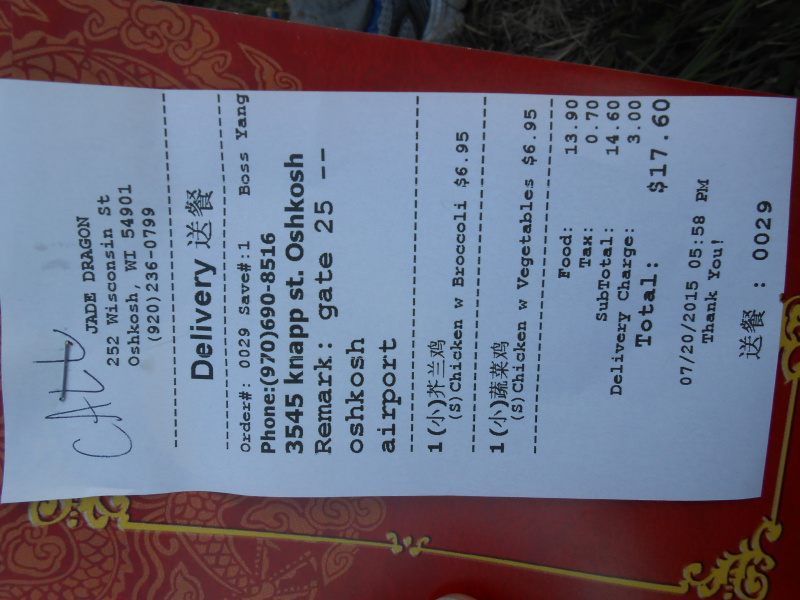 CALL
JADE DRAGON
252 Wisconsin St
Oshkosh, WI 54901
(920)236-0799
Delivery 送餐
Order#: 0029 Save#:1 Boss Yang
Phone:(970)690-8516
3545 knapp st. Oshkosh
Remark: gate 25 --
oshkosh
airport
1(小)芥兰鸡
(S)Chicken w Broccoli $6.95
1(小)蔬菜鸡
(S)Chicken w Vegetables $6.95
Food: 13.90
Tax: 0.70
SubTotal: 14.60
Delivery Charge: 3.00
Total: $17.60
07/20/2015 05:58 PM
Thank You!
送餐 : 0029